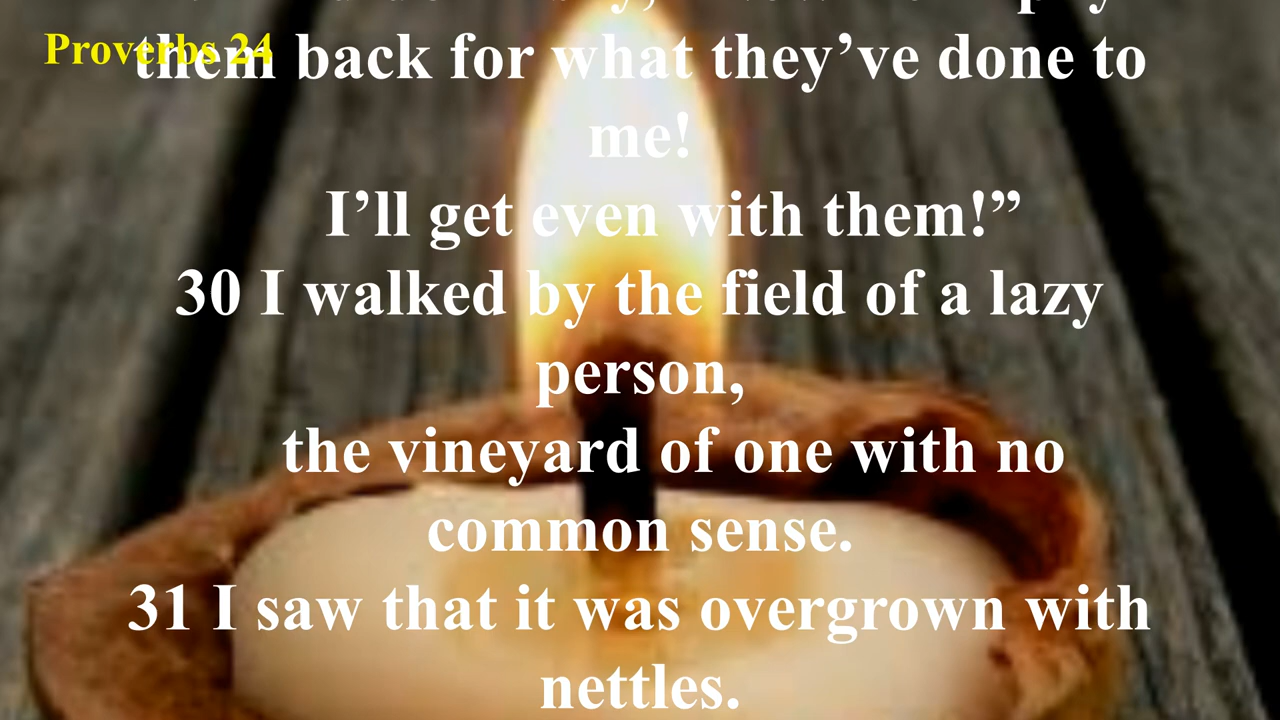 Proverbs 24
them back for what they’ve done to
me!
I’ll get even with them!”
30 I walked by the field of a lazy
person,
the vineyard of one with no
common sense.
31 I saw that it was overgrown with
nettles.